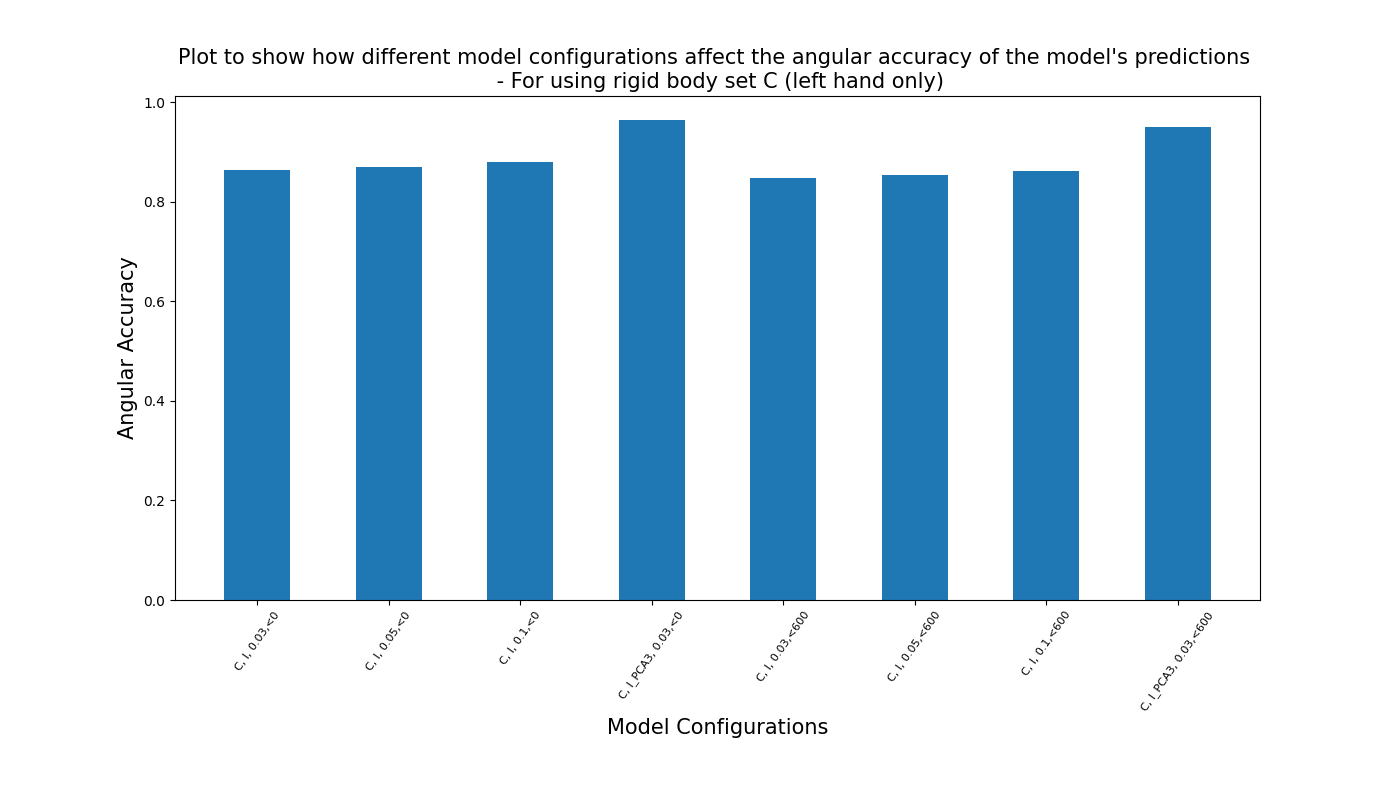 Plot to show how different model configurations affect the angular accuracy of the model's predictions
- For using rigid body set C (left hand only)
1.0
0.8
0.6
0.4
0.2
0.0
Angular Accuracy
C, I, 0.03,<0
C, I, 0.05,<0
C, I, 0.1,<0
C, I_PCA3, 0.03,<0
C, I, 0.03,<600
C, I, 0.05,<600
C, I, 0.1,<600
C, I_PCA3, 0.03,<600
Model Configurations